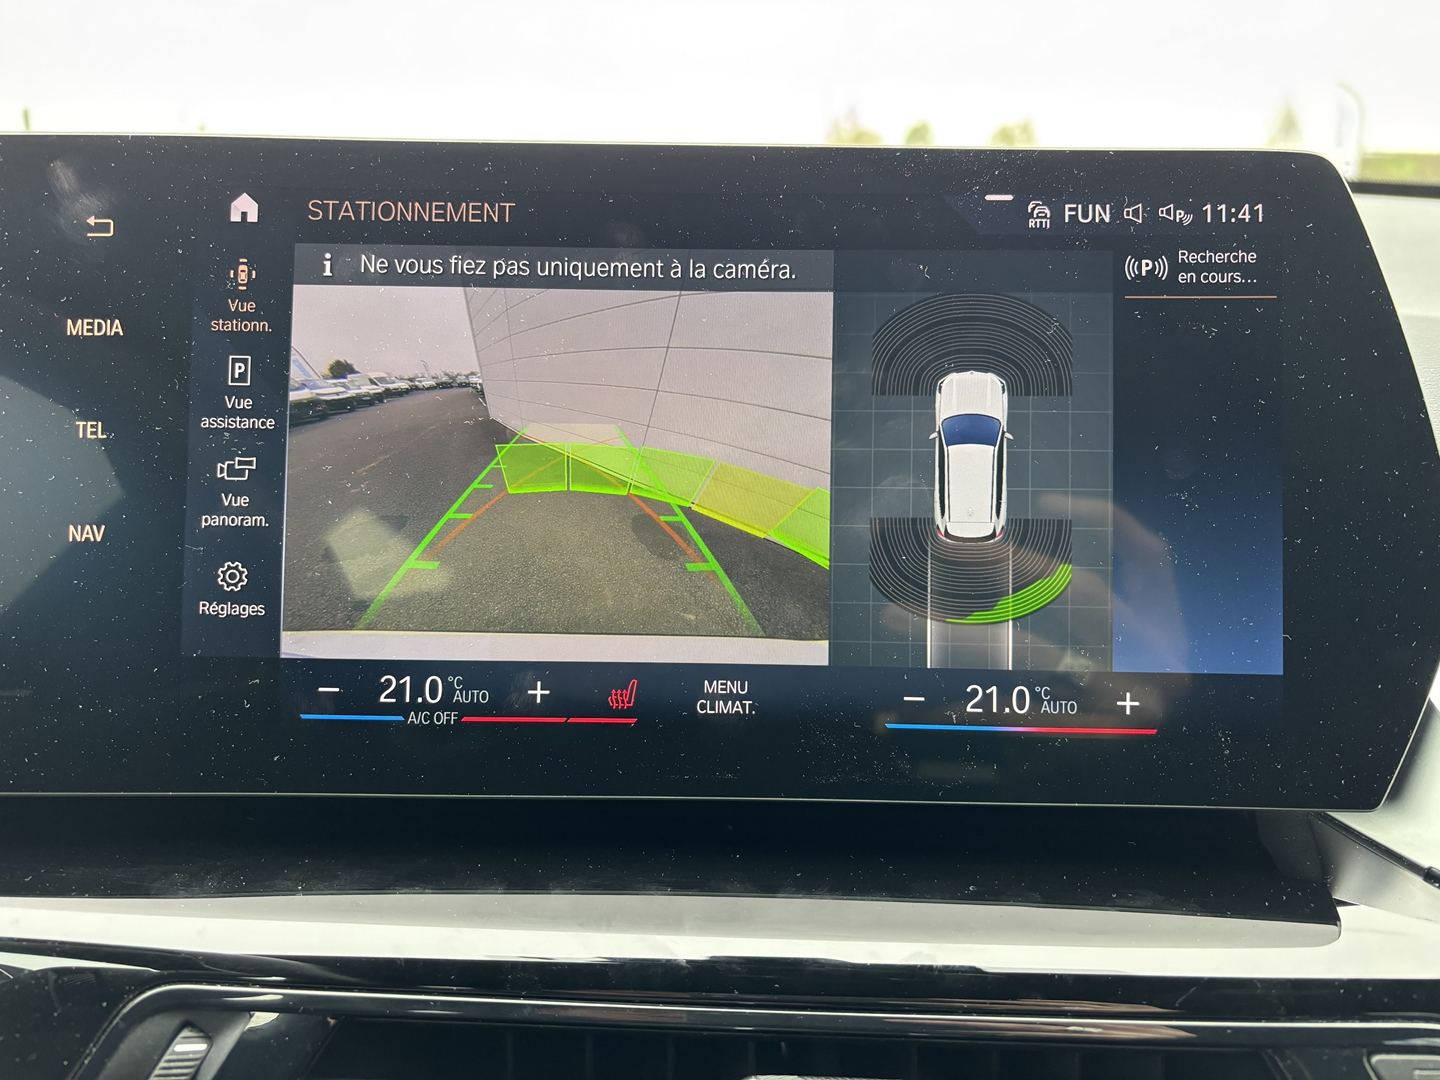 STATIONNEMENT
RTTI FUN P 11:41
MEDIA
TEL
NAV
Vue
stationn.
P
Vue
assistance
Vue
panoram.
Réglages
i Ne vous fiez pas uniquement à la caméra.
((P)) Recherche
en cours...
− 21.0 °C AUTO +
A/C OFF
MENU
CLIMAT.
− 21.0 °C AUTO +